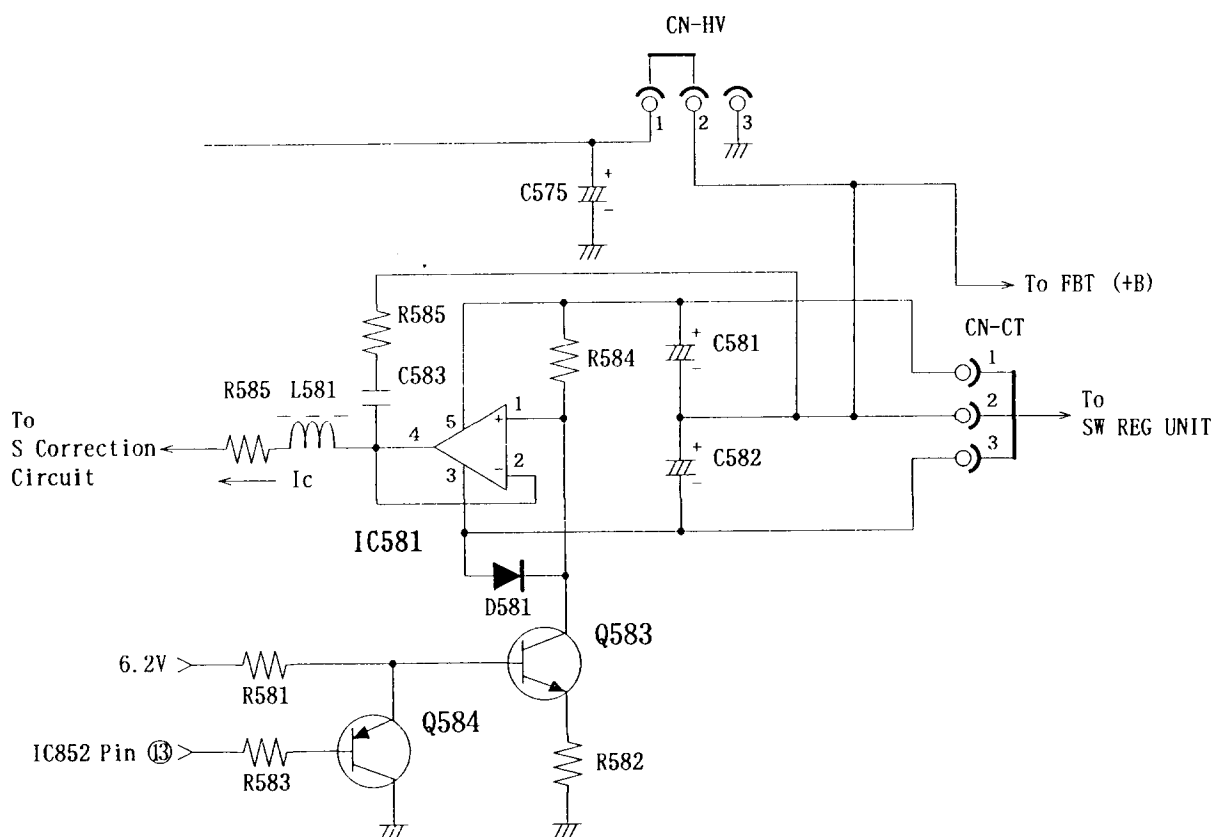 CN-HV
1 2 3
C575 + -
To FBT (+B)
CN-CT
R585
R584
+ C581 -
C583
R585 L581
1
5
+
4
2
-
3
1
2
3
To
S Correction
Circuit
Ic
+ C582 -
To
SW REG UNIT
IC581
D581
Q583
6.2V
R581
Q584
IC852 Pin ⑬
R583
R582